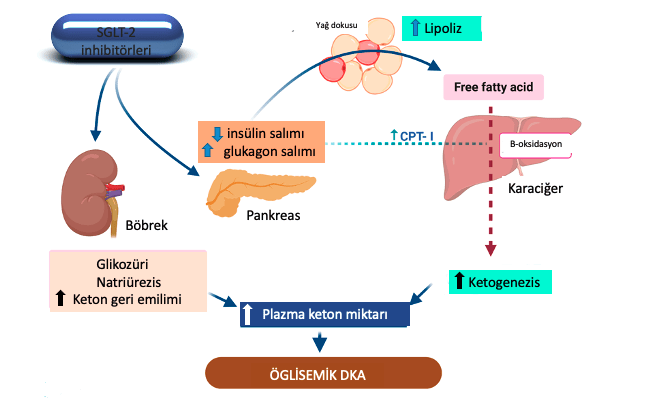 SGLT-2
inhibitörleri
Yağ dokusu
↑ Lipoliz
Free fatty acid
↓ insülin salımı
↑ glukagon salımı
↑CPT- I
B-oksidasyon
Karaciğer
Böbrek
Pankreas
Glikozüri
Natriürezis
↑ Keton geri emilimi
↑ Ketogenezis
↑ Plazma keton miktarı
ÖGLİSEMİK DKA